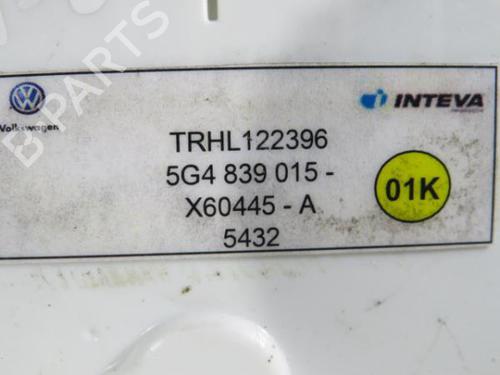 B PARTS
Volkswagen
INTEVA
TRHL122396
5G4 839 015 -
X60445 - A
5432
01K